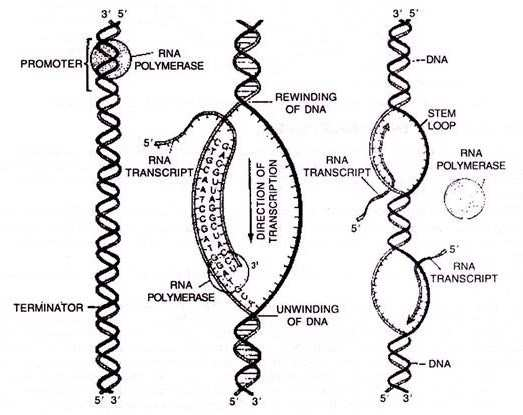 3' 5'
PROMOTER
RNA
POLYMERASE
TERMINATOR
5' 3'
5'
RNA
TRANSCRIPT
REWINDING
OF DNA
DIRECTION OF
TRANSCRIPTION
3'
RNA
POLYMERASE
UNWINDING
OF DNA
3' 5'
DNA
STEM
LOOP
RNA
TRANSCRIPT
RNA
POLYMERASE
5'
5'
RNA
TRANSCRIPT
DNA
5' 3'